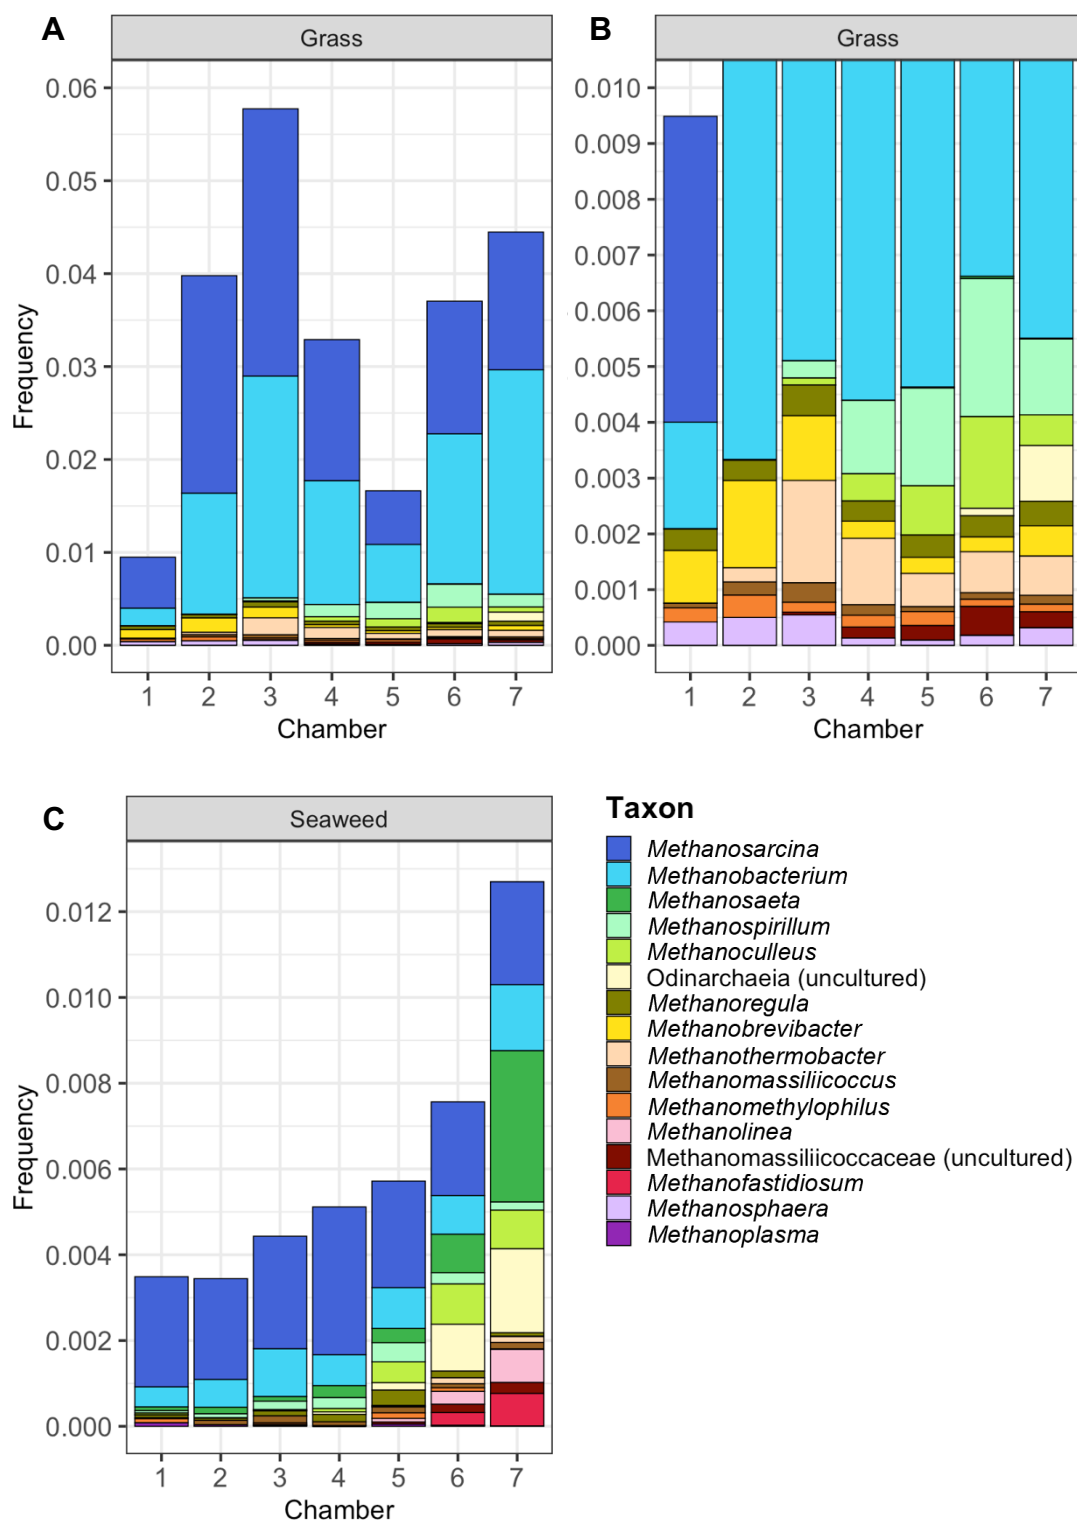 A
Grass
0.06
0.05
0.04
0.03
0.02
0.01
0.00
Frequency
1 2 3 4 5 6 7
Chamber
B
Grass
0.010
0.009
0.008
0.007
0.006
0.005
0.004
0.003
0.002
0.001
0.000
1 2 3 4 5 6 7
Chamber
C
Seaweed
0.012
0.010
0.008
0.006
0.004
0.002
0.000
Frequency
1 2 3 4 5 6 7
Chamber
Taxon
Methanosarcina
Methanobacterium
Methanosaeta
Methanospirillum
Methanoculleus
Odinarchaeia (uncultured)
Methanoregula
Methanobrevibacter
Methanothermobacter
Methanomassiliicoccus
Methanomethylophilus
Methanolinea
Methanomassiliicoccaceae (uncultured)
Methanofastidiosum
Methanosphaera
Methanoplasma